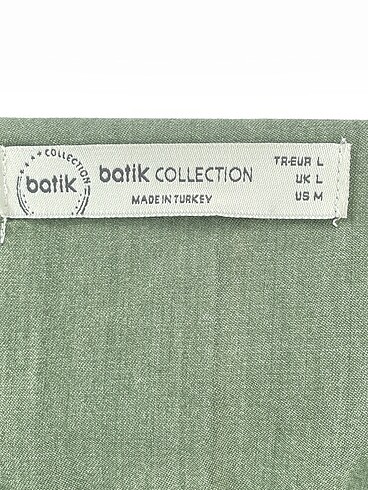 COLLECTION
batik
batik COLLECTION
MADE IN TURKEY
TR-EUR L
UK L
US M